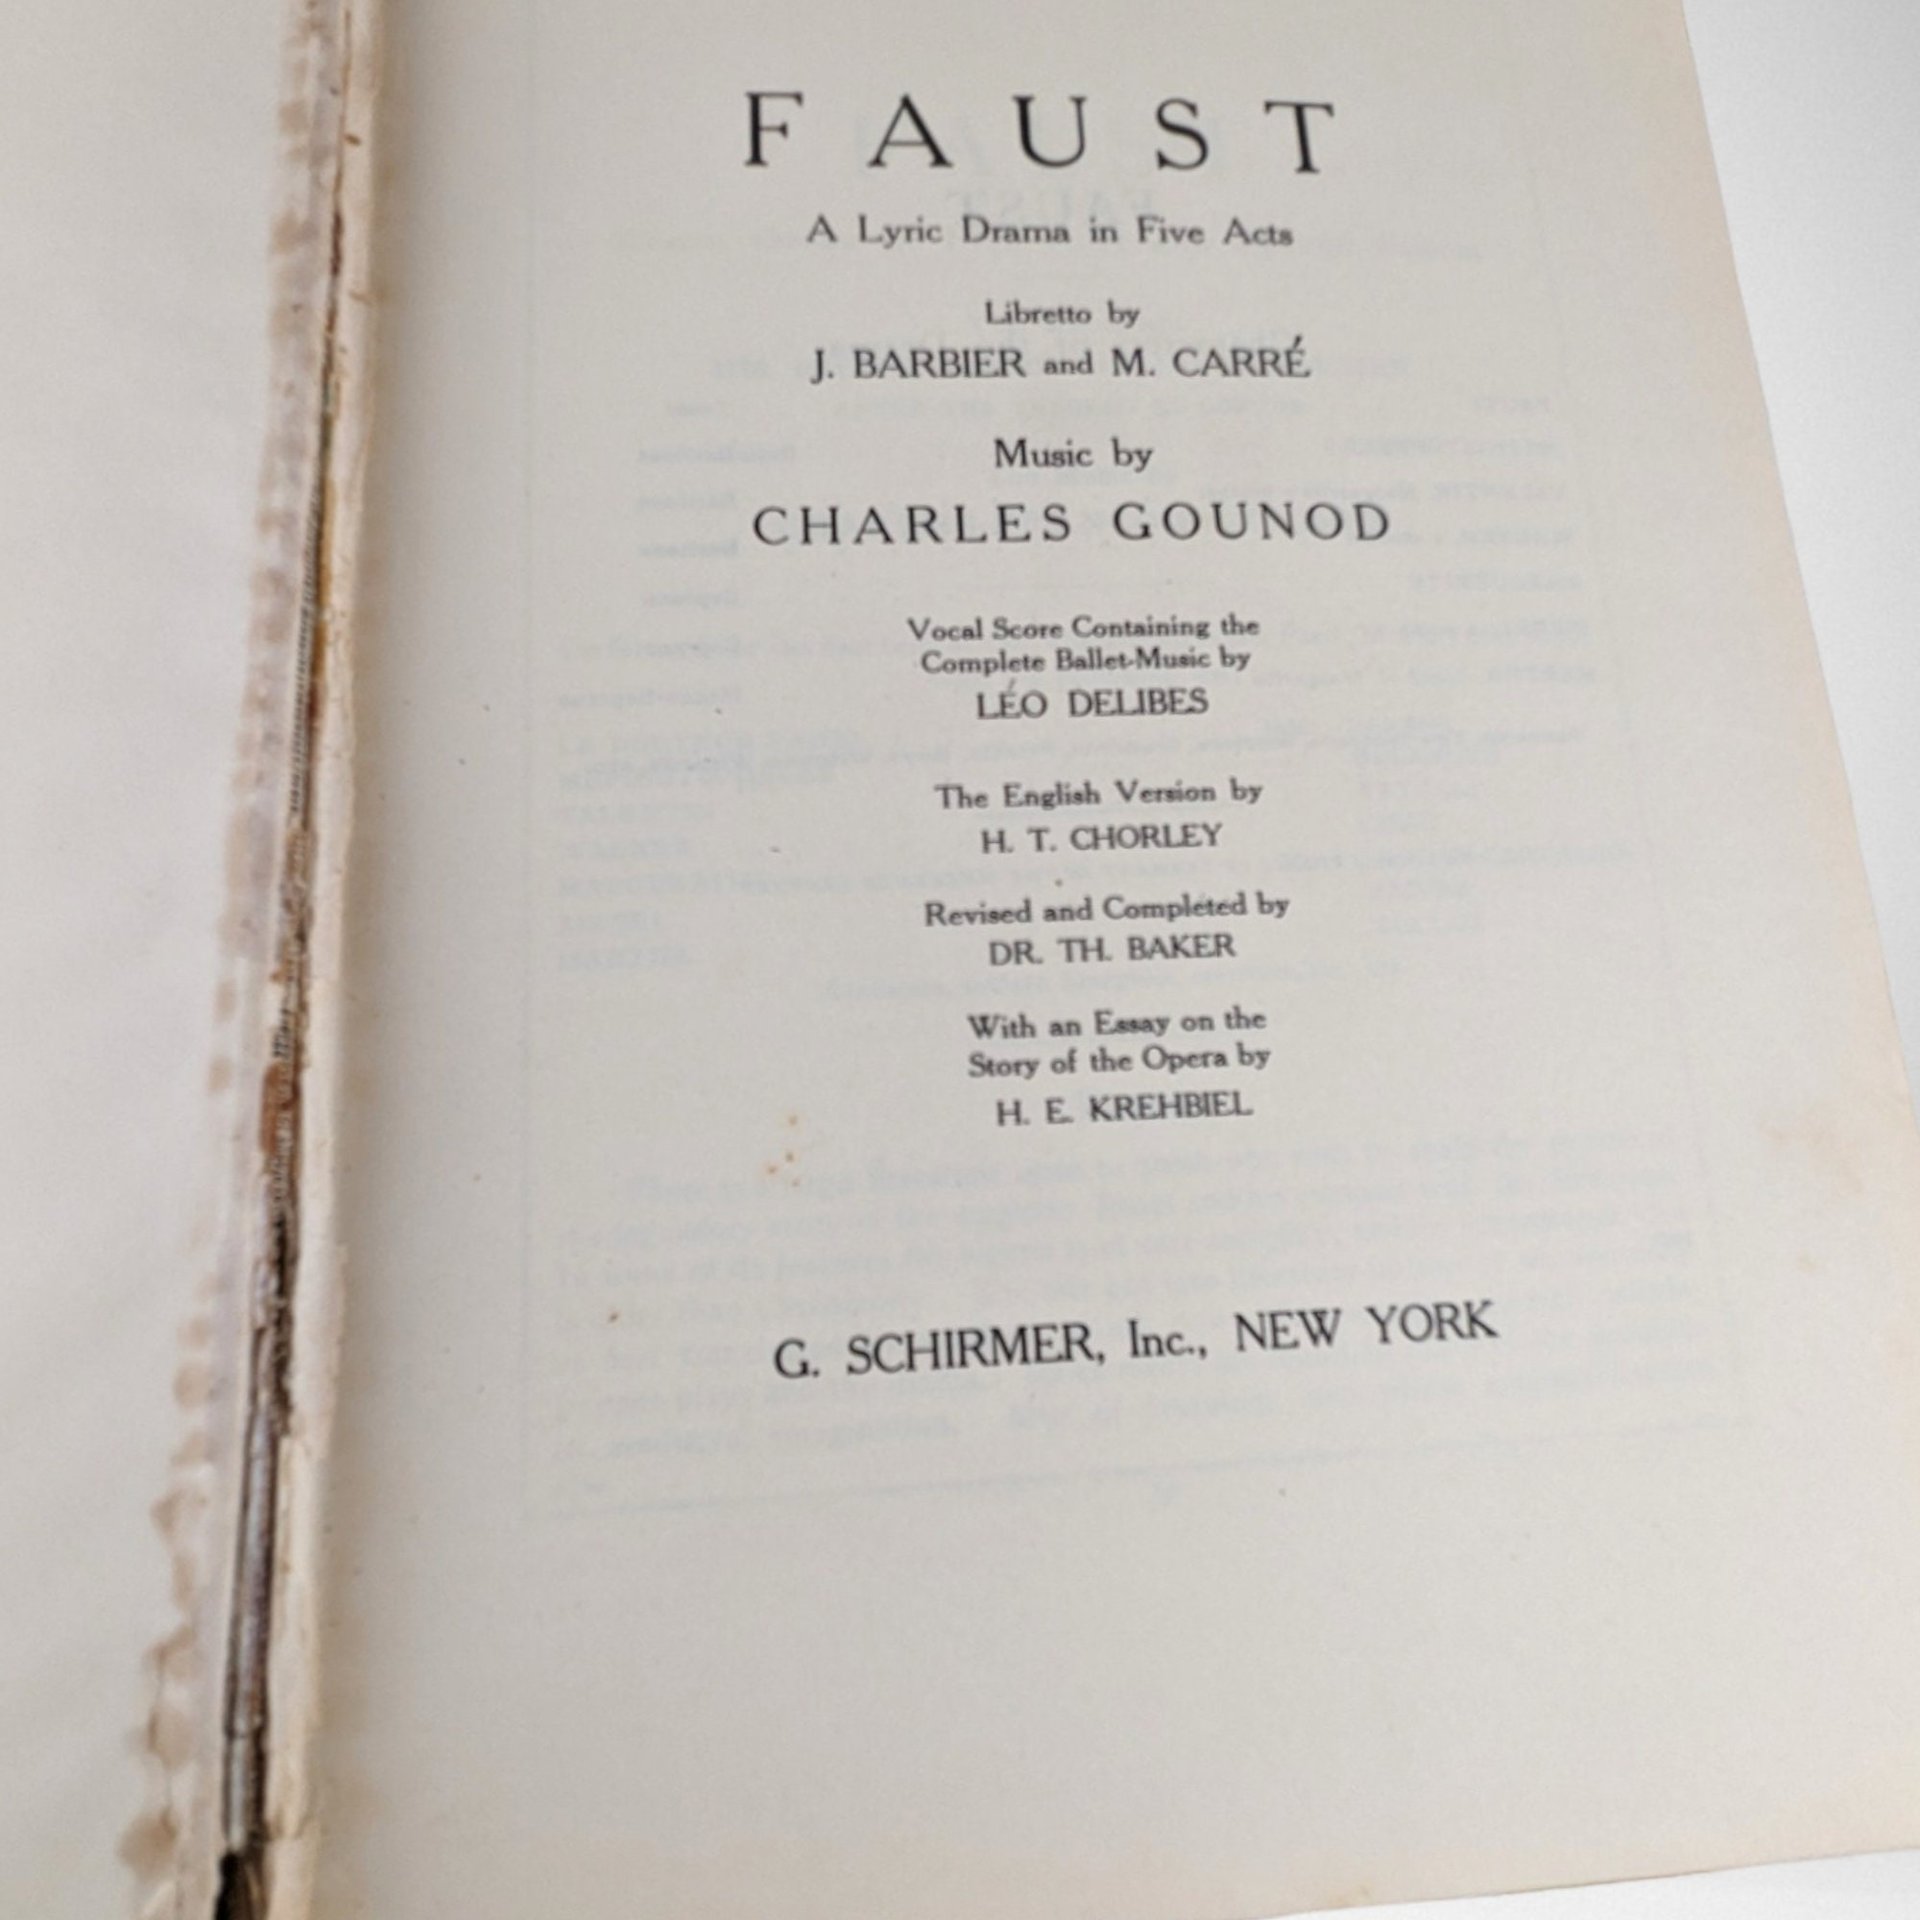 FAUST
A Lyric Drama in Five Acts
Libretto by
J. BARBIER and M. CARRÉ
Music by
CHARLES GOUNOD
Vocal Score Containing the
Complete Ballet-Music by
LÉO DELIBES
The English Version by
H. T. CHORLEY
Revised and Completed by
DR. TH. BAKER
With an Essay on the
Story of the Opera by
H. E. KREHBIEL
G. SCHIRMER, Inc., NEW YORK